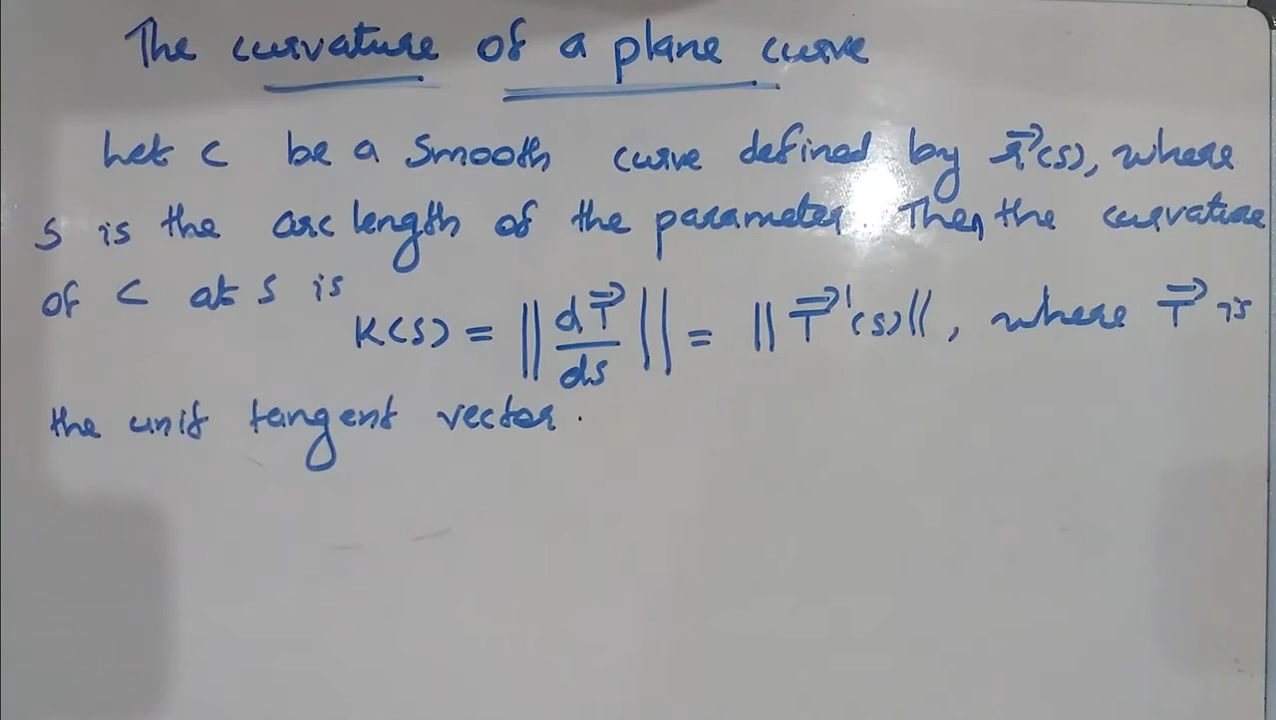 The curvature of a plane curve
Let C be a smooth curve defined by r⃗(s), where
s is the arc length of the parameter. Then the curvature
of C at s is
K(s) = ||dT⃗/ds|| = ||T⃗'(s)||, where T⃗ is
the unit tangent vector.